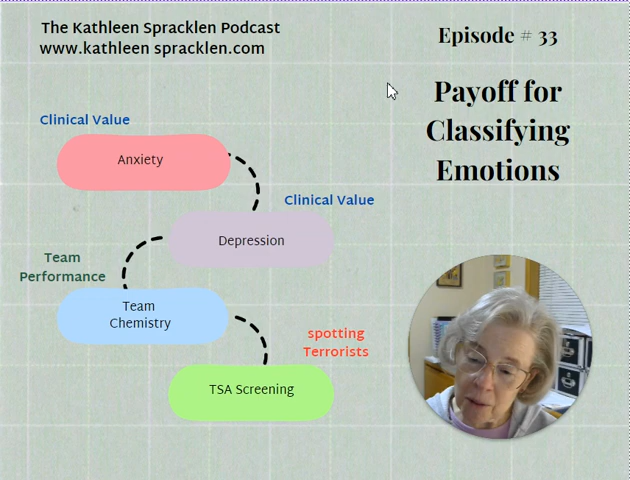 The Kathleen Spracklen Podcast
www.kathleen spracklen.com
Episode # 33
Payoff for
Classifying
Emotions
Clinical Value
Anxiety
Clinical Value
Depression
Team
Performance
Team
Chemistry
spotting
Terrorists
TSA Screening